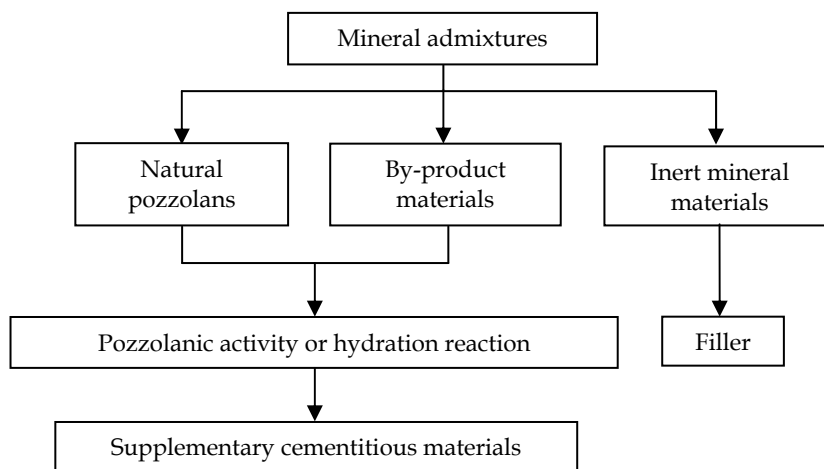 Mineral admixtures
Natural
pozzolans
By-product
materials
Inert mineral
materials
Pozzolanic activity or hydration reaction
Filler
Supplementary cementitious materials